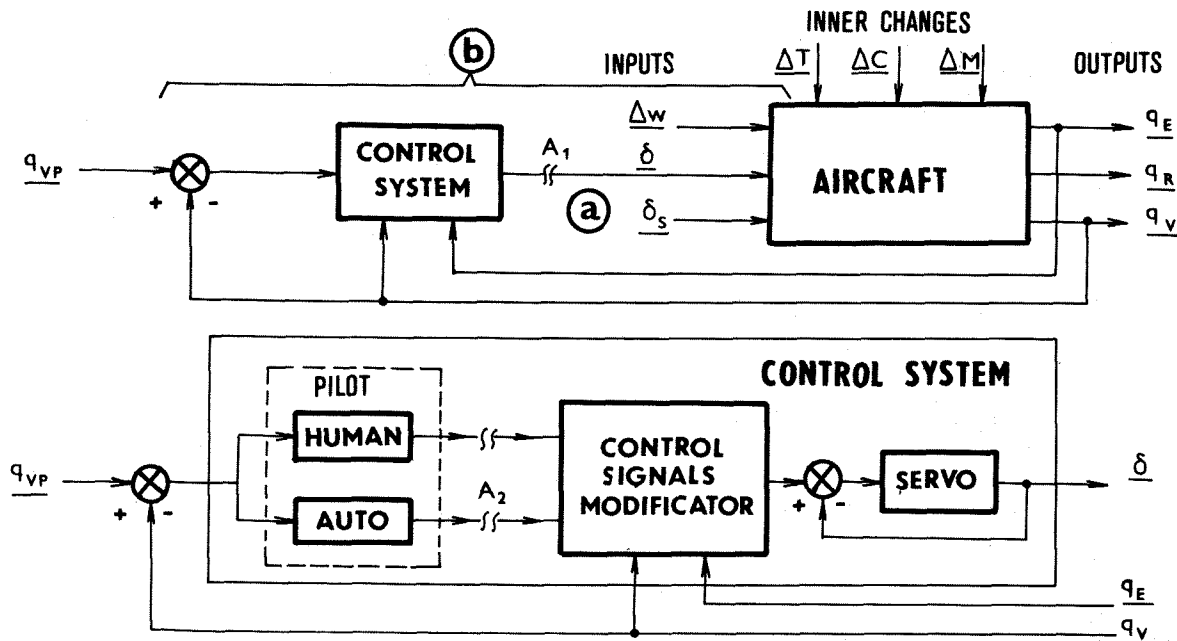 INNER CHANGES
b
INPUTS
ΔT
ΔC
ΔM
OUTPUTS
Δw
q_E
q_VP
CONTROL
SYSTEM
A₁
δ
AIRCRAFT
q_R
+ -
a
δ_S
q_V
CONTROL SYSTEM
PILOT
HUMAN
CONTROL
SIGNALS
MODIFICATOR
q_VP
A₂
SERVO
δ
+ -
AUTO
+ -
q_E
q_V